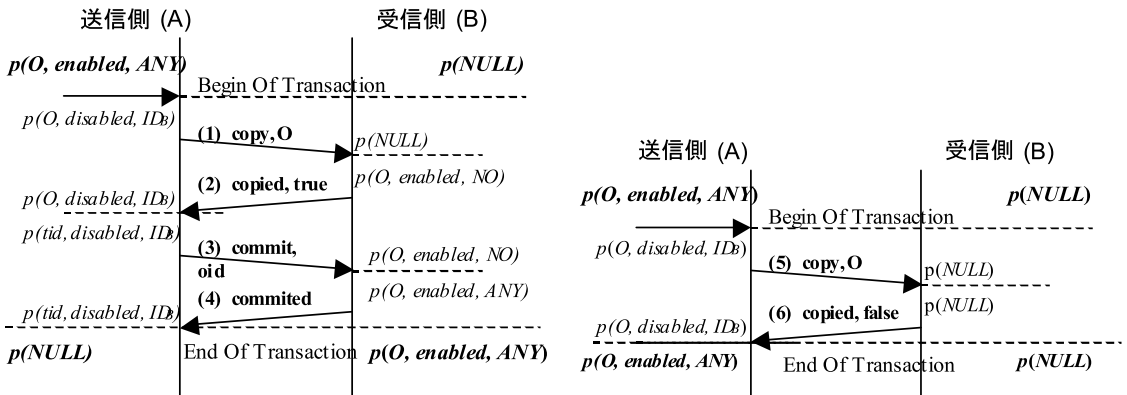 送信側 (A) 受信側 (B)
p(O, enabled, ANY) p(NULL)
Begin Of Transaction
p(O, disabled, IDB)
(1) copy, O p(NULL)
p(O, enabled, NO)
(2) copied, true
p(O, disabled, IDB)
p(tid, disabled, IDB)
(3) commit, p(O, enabled, NO)
oid
p(O, enabled, ANY)
(4) commited
p(tid, disabled, IDB)
p(NULL) End Of Transaction p(O, enabled, ANY)
送信側 (A) 受信側 (B)
p(O, enabled, ANY) p(NULL)
Begin Of Transaction
p(O, disabled, IDB)
(5) copy, O p(NULL)
p(NULL)
(6) copied, false
p(O, disabled, IDB)
p(O, enabled, ANY) End Of Transaction p(NULL)